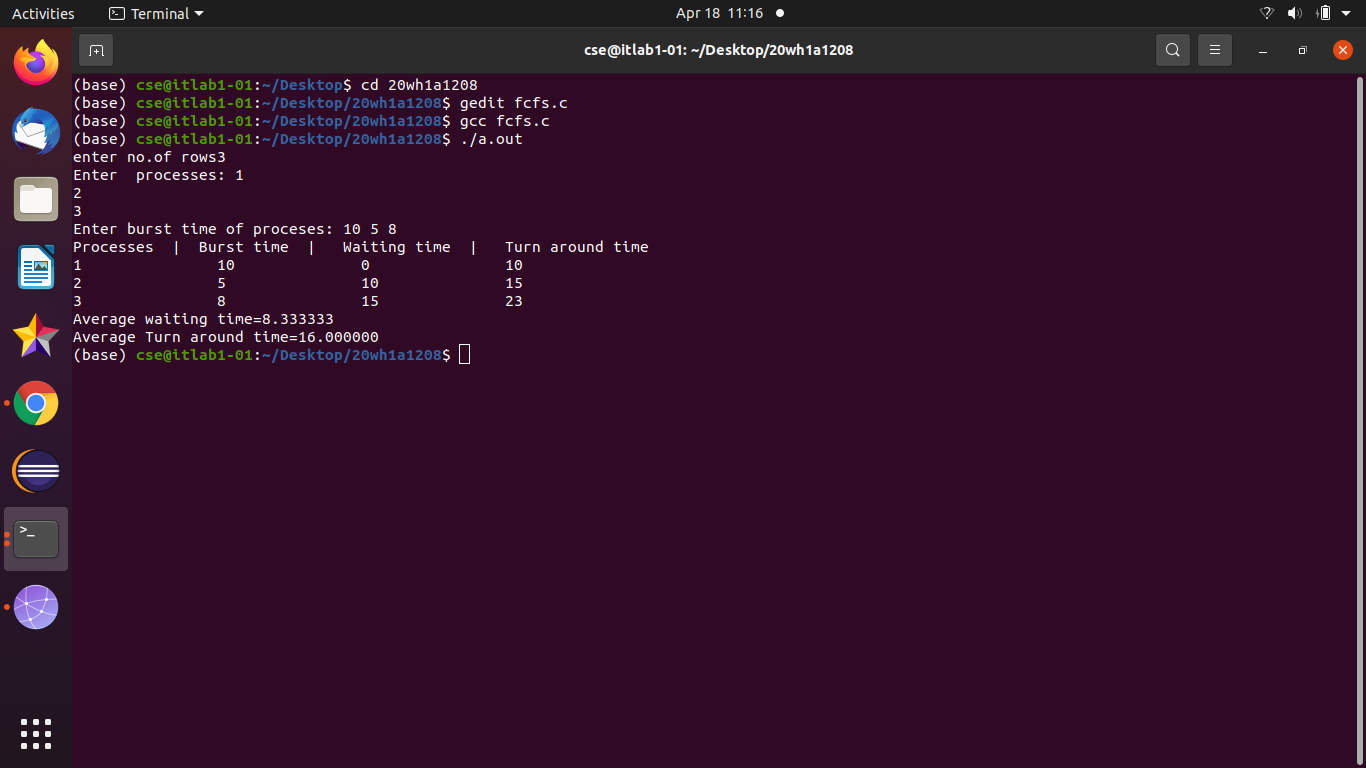 Activities Terminal Apr 18 11:16
cse@itlab1-01: ~/Desktop/20wh1a1208
(base) cse@itlab1-01:~/Desktop$ cd 20wh1a1208
(base) cse@itlab1-01:~/Desktop/20wh1a1208$ gedit fcfs.c
(base) cse@itlab1-01:~/Desktop/20wh1a1208$ gcc fcfs.c
(base) cse@itlab1-01:~/Desktop/20wh1a1208$ ./a.out
enter no.of rows3
Enter  processes: 1
2
3
Enter burst time of proceses: 10 5 8
Processes  |  Burst time  |   Waiting time  |   Turn around time
1               10              0               10
2               5               10              15
3               8               15              23
Average waiting time=8.333333
Average Turn around time=16.000000
(base) cse@itlab1-01:~/Desktop/20wh1a1208$